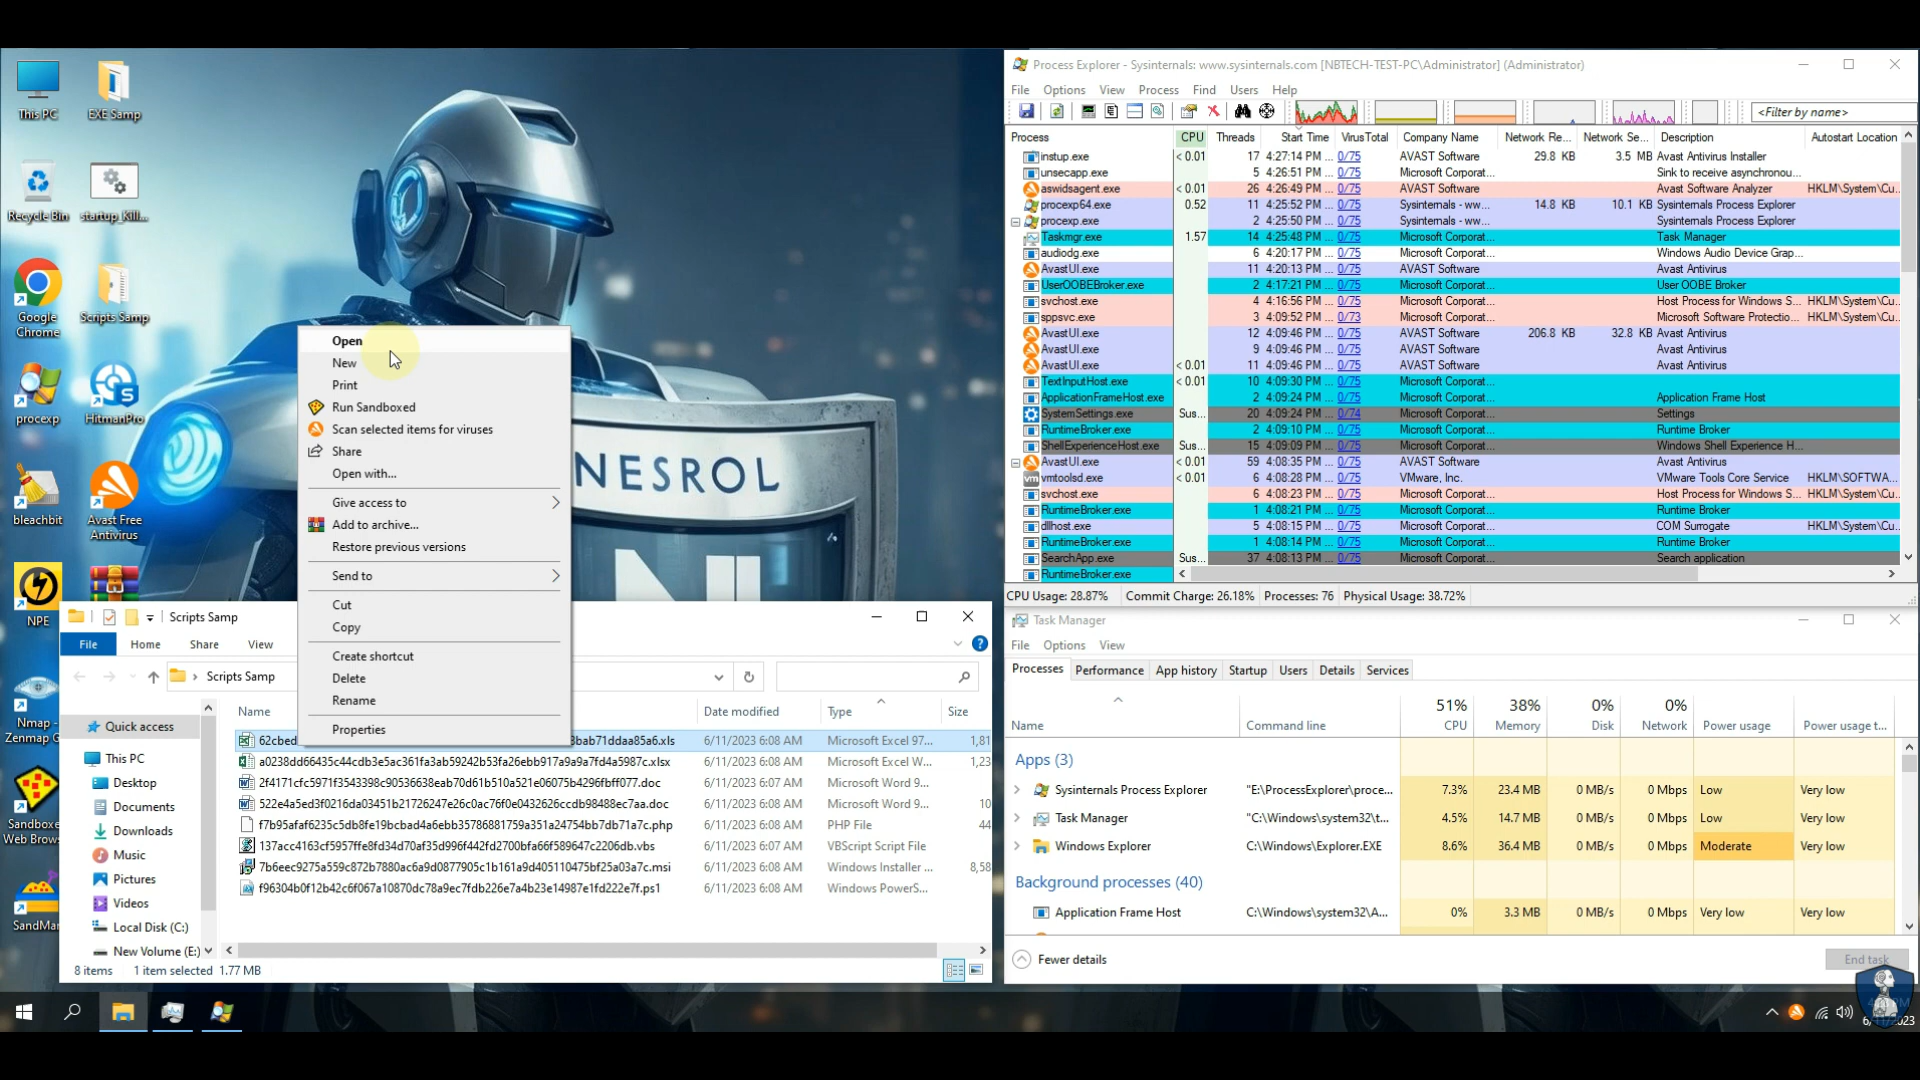 This PC
EXE Samp
Recycle Bin
startup_Kill...
Google
Chrome
Scripts Samp
procexp
HitmanPro
bleachbit
Avast Free
Antivirus
NPE
Nmap -
Zenmap G
Sandboxe
Web Brows
SandMar
NESROL
N
Open
New
Print
Run Sandboxed
Scan selected items for viruses
Share
Open with...
Give access to
Add to archive...
Restore previous versions
Send to
Cut
Copy
Create shortcut
Delete
Rename
Properties
Scripts Samp
File Home Share View
Scripts Samp
Quick access
This PC
Desktop
Documents
Downloads
Music
Pictures
Videos
Local Disk (C:)
New Volume (E:)
Name Date modified Type Size
62cbed 8bab71ddaa85a6.xls 6/11/2023 6:08 AM Microsoft Excel 97... 1,81
a0238dd66435c44cdb3e5ac361fa3ab59242b53fa26ebb917a9a9a7fd4a5987c.xlsx 6/11/2023 6:08 AM Microsoft Excel W... 1,23
2f4171cfc5971f3543398c90536638eab70d61b510a521e06075b4296fbff077.doc 6/11/2023 6:08 AM Microsoft Word 9...
522e4a5ed3f0216da03451b21726247e26c0ac76f0e0432626ccdb98488ec7aa.doc 6/11/2023 6:08 AM Microsoft Word 9... 10
f7b95afaf6235c5db8fe19bcbad4a6ebb35786881759a351a24754bb7db71a7c.php 6/11/2023 6:08 AM PHP File 44
137acc4163cf5957ffe8fd34d70af35d996f442fd2700bfa66f589647c2206db.vbs 6/11/2023 6:07 AM VBScript Script File
7b6eec9275a559c872b7880ac6a9d0877905c1b161a9d405110475bf25a03a7c.msi 6/11/2023 6:08 AM Windows Installer ... 8,58
f96304b0f12b42c6f067a10870dc78a9ec7fdb226e7a4b23e14987e1fd222e7f.ps1 6/11/2023 6:08 AM Windows PowerS...
8 items 1 item selected 1.77 MB
Process Explorer - Sysinternals: www.sysinternals.com [NBTECH-TEST-PC\Administrator] (Administrator)
File Options View Process Find Users Help
<Filter by name>
Process CPU Threads Start Time VirusTotal Company Name Network Re... Network Se... Description Autostart Location
instup.exe < 0.01 17 4:27:14 PM ... 0/75 AVAST Software 29.8 KB 3.5 MB Avast Antivirus Installer
unsecapp.exe 5 4:26:51 PM ... 0/75 Microsoft Corporat... Sink to receive asynchronou...
aswidsagent.exe < 0.01 26 4:26:49 PM ... 0/75 AVAST Software Avast Software Analyzer HKLM\System\Cu...
procexp64.exe 0.52 11 4:25:52 PM ... 0/75 Sysinternals - ww... 14.8 KB 10.1 KB Sysinternals Process Explorer
procexp.exe 2 4:25:50 PM ... 0/75 Sysinternals - ww... Sysinternals Process Explorer
Taskmgr.exe 1.57 14 4:25:48 PM ... 0/75 Microsoft Corporat... Task Manager
audiodg.exe 6 4:20:17 PM ... 0/75 Microsoft Corporat... Windows Audio Device Grap...
AvastUI.exe 11 4:20:13 PM ... 0/75 AVAST Software Avast Antivirus
UserOOBEBroker.exe 2 4:17:21 PM ... 0/75 Microsoft Corporat... User OOBE Broker
svchost.exe 4 4:16:56 PM ... 0/75 Microsoft Corporat... Host Process for Windows S... HKLM\System\Cu...
sppsvc.exe 3 4:09:52 PM ... 0/73 Microsoft Corporat... Microsoft Software Protectio... HKLM\System\Cu...
AvastUI.exe 12 4:09:46 PM ... 0/75 AVAST Software 206.8 KB 32.8 KB Avast Antivirus
AvastUI.exe 9 4:09:46 PM ... 0/75 AVAST Software Avast Antivirus
AvastUI.exe < 0.01 11 4:09:46 PM ... 0/75 AVAST Software Avast Antivirus
TextInputHost.exe < 0.01 10 4:09:30 PM ... 0/75 Microsoft Corporat...
ApplicationFrameHost.exe 2 4:09:24 PM ... 0/75 Microsoft Corporat... Application Frame Host
SystemSettings.exe Sus... 20 4:09:24 PM ... 0/74 Microsoft Corporat... Settings
RuntimeBroker.exe 2 4:09:10 PM ... 0/75 Microsoft Corporat... Runtime Broker
ShellExperienceHost.exe Sus... 15 4:09:09 PM ... 0/75 Microsoft Corporat... Windows Shell Experience H...
AvastUI.exe < 0.01 59 4:08:35 PM ... 0/75 AVAST Software Avast Antivirus
vmtoolsd.exe < 0.01 6 4:08:28 PM ... 0/75 VMware, Inc. VMware Tools Core Service HKLM\SOFTWA...
svchost.exe 6 4:08:23 PM ... 0/75 Microsoft Corporat... Host Process for Windows S... HKLM\System\Cu...
RuntimeBroker.exe 1 4:08:21 PM ... 0/75 Microsoft Corporat... Runtime Broker
dllhost.exe 5 4:08:15 PM ... 0/75 Microsoft Corporat... COM Surrogate HKLM\System\Cu...
RuntimeBroker.exe 1 4:08:14 PM ... 0/75 Microsoft Corporat... Runtime Broker
SearchApp.exe Sus... 37 4:08:13 PM ... 0/75 Microsoft Corporat... Search application
RuntimeBroker.exe
CPU Usage: 28.87% Commit Charge: 26.18% Processes: 76 Physical Usage: 38.72%
Task Manager
File Options View
Processes Performance App history Startup Users Details Services
51% 38% 0% 0%
Name Command line CPU Memory Disk Network Power usage Power usage t...
Apps (3)
Sysinternals Process Explorer "E:\ProcessExplorer\proce... 7.3% 23.4 MB 0 MB/s 0 Mbps Low Very low
Task Manager "C:\Windows\system32\t... 4.5% 14.7 MB 0 MB/s 0 Mbps Low Very low
Windows Explorer C:\Windows\Explorer.EXE 8.6% 36.4 MB 0 MB/s 0 Mbps Moderate Very low
Background processes (40)
Application Frame Host C:\Windows\system32\A... 0% 3.3 MB 0 MB/s 0 Mbps Very low Very low
Fewer details
End task